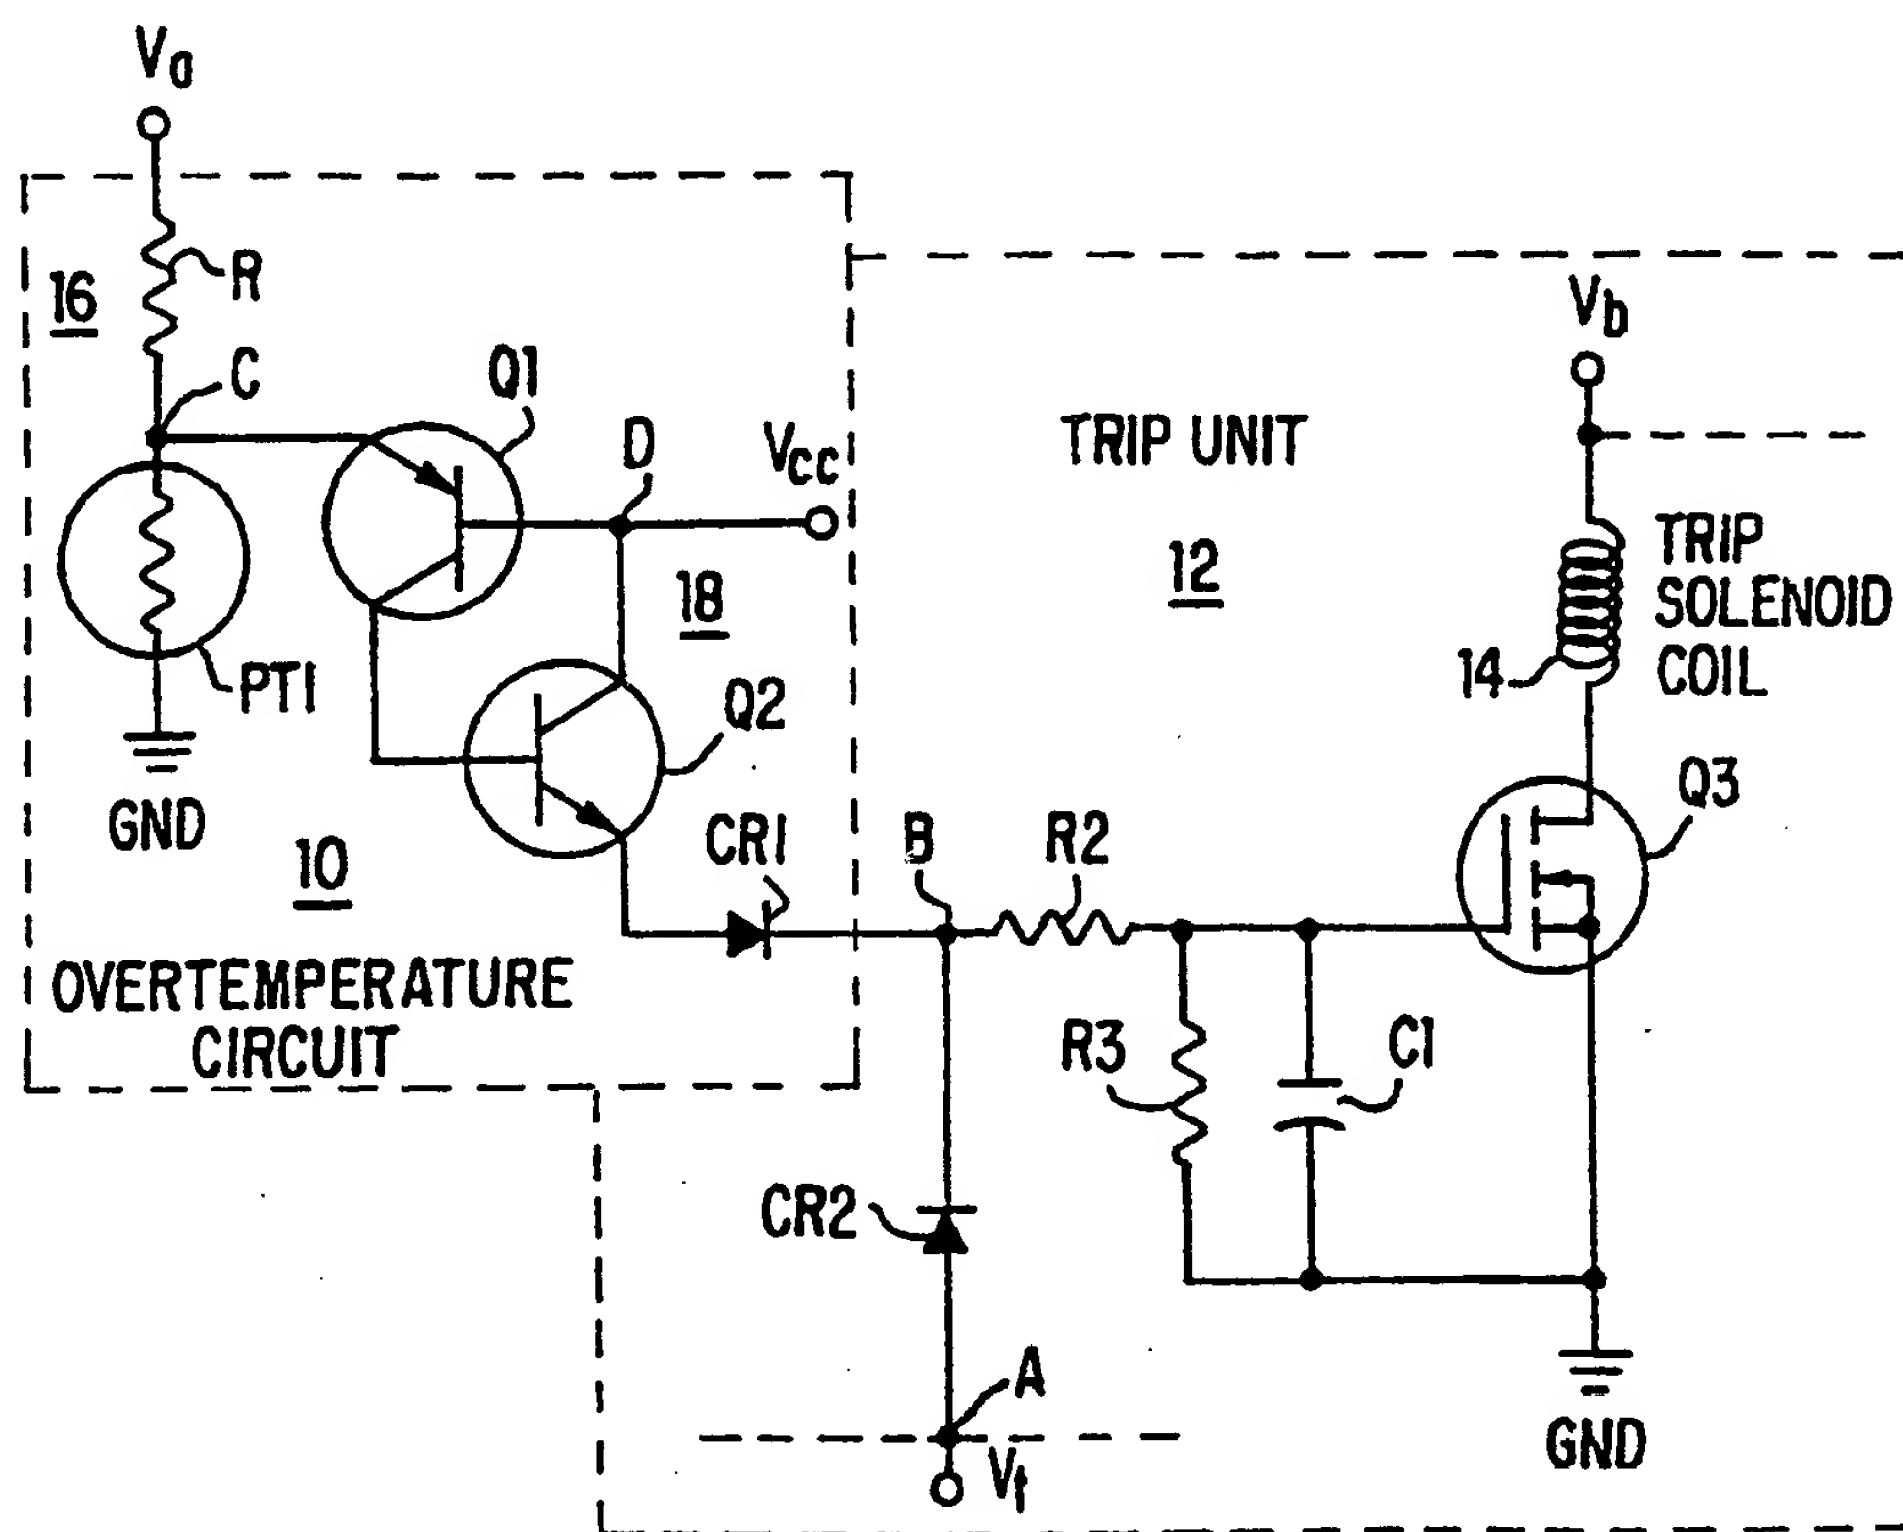 Va
R
16
C
Q1
D
Vcc
18
PT1
GND
Q2
10
CR1
OVERTEMPERATURE
CIRCUIT
TRIP UNIT
12
Vb
TRIP
SOLENOID
COIL
14
Q3
B
R2
R3
C1
CR2
A
Vf
GND